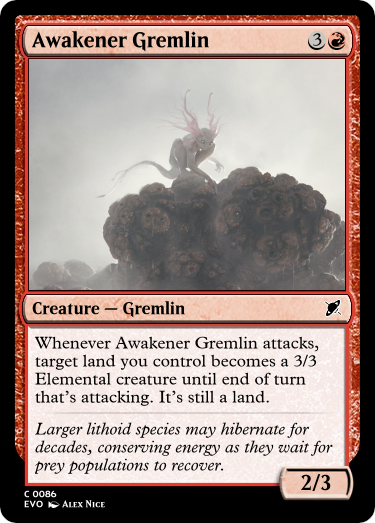 Awakener Gremlin 3
Creature — Gremlin
Whenever Awakener Gremlin attacks,
target land you control becomes a 3/3
Elemental creature until end of turn
that's attacking. It's still a land.
Larger lithoid species may hibernate for
decades, conserving energy as they wait for
prey populations to recover.
2/3
C 0086
EVO Alex Nice